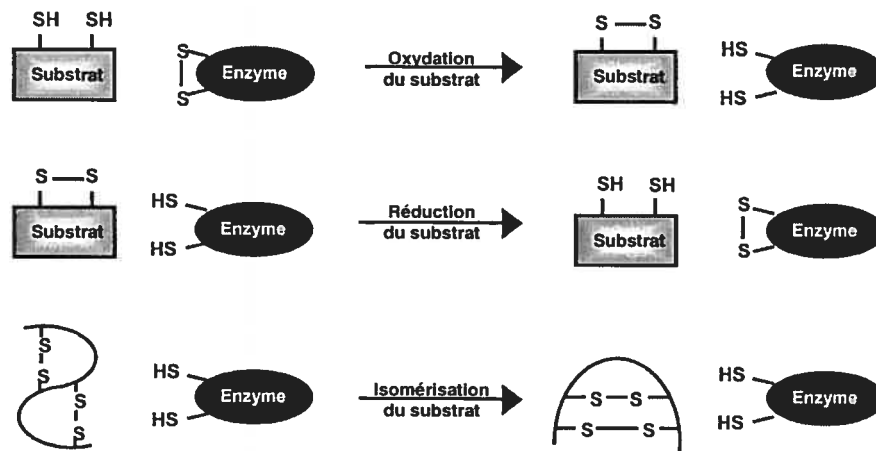 SH SH
Substrat
S
S
Enzyme
Oxydation
du substrat
S S
Substrat
HS
HS
Enzyme
S S
Substrat
HS
HS
Enzyme
Réduction
du substrat
SH SH
Substrat
S
S
Enzyme
S
S
S
S
HS
HS
Enzyme
Isomérisation
du substrat
S S
S S
HS
HS
Enzyme